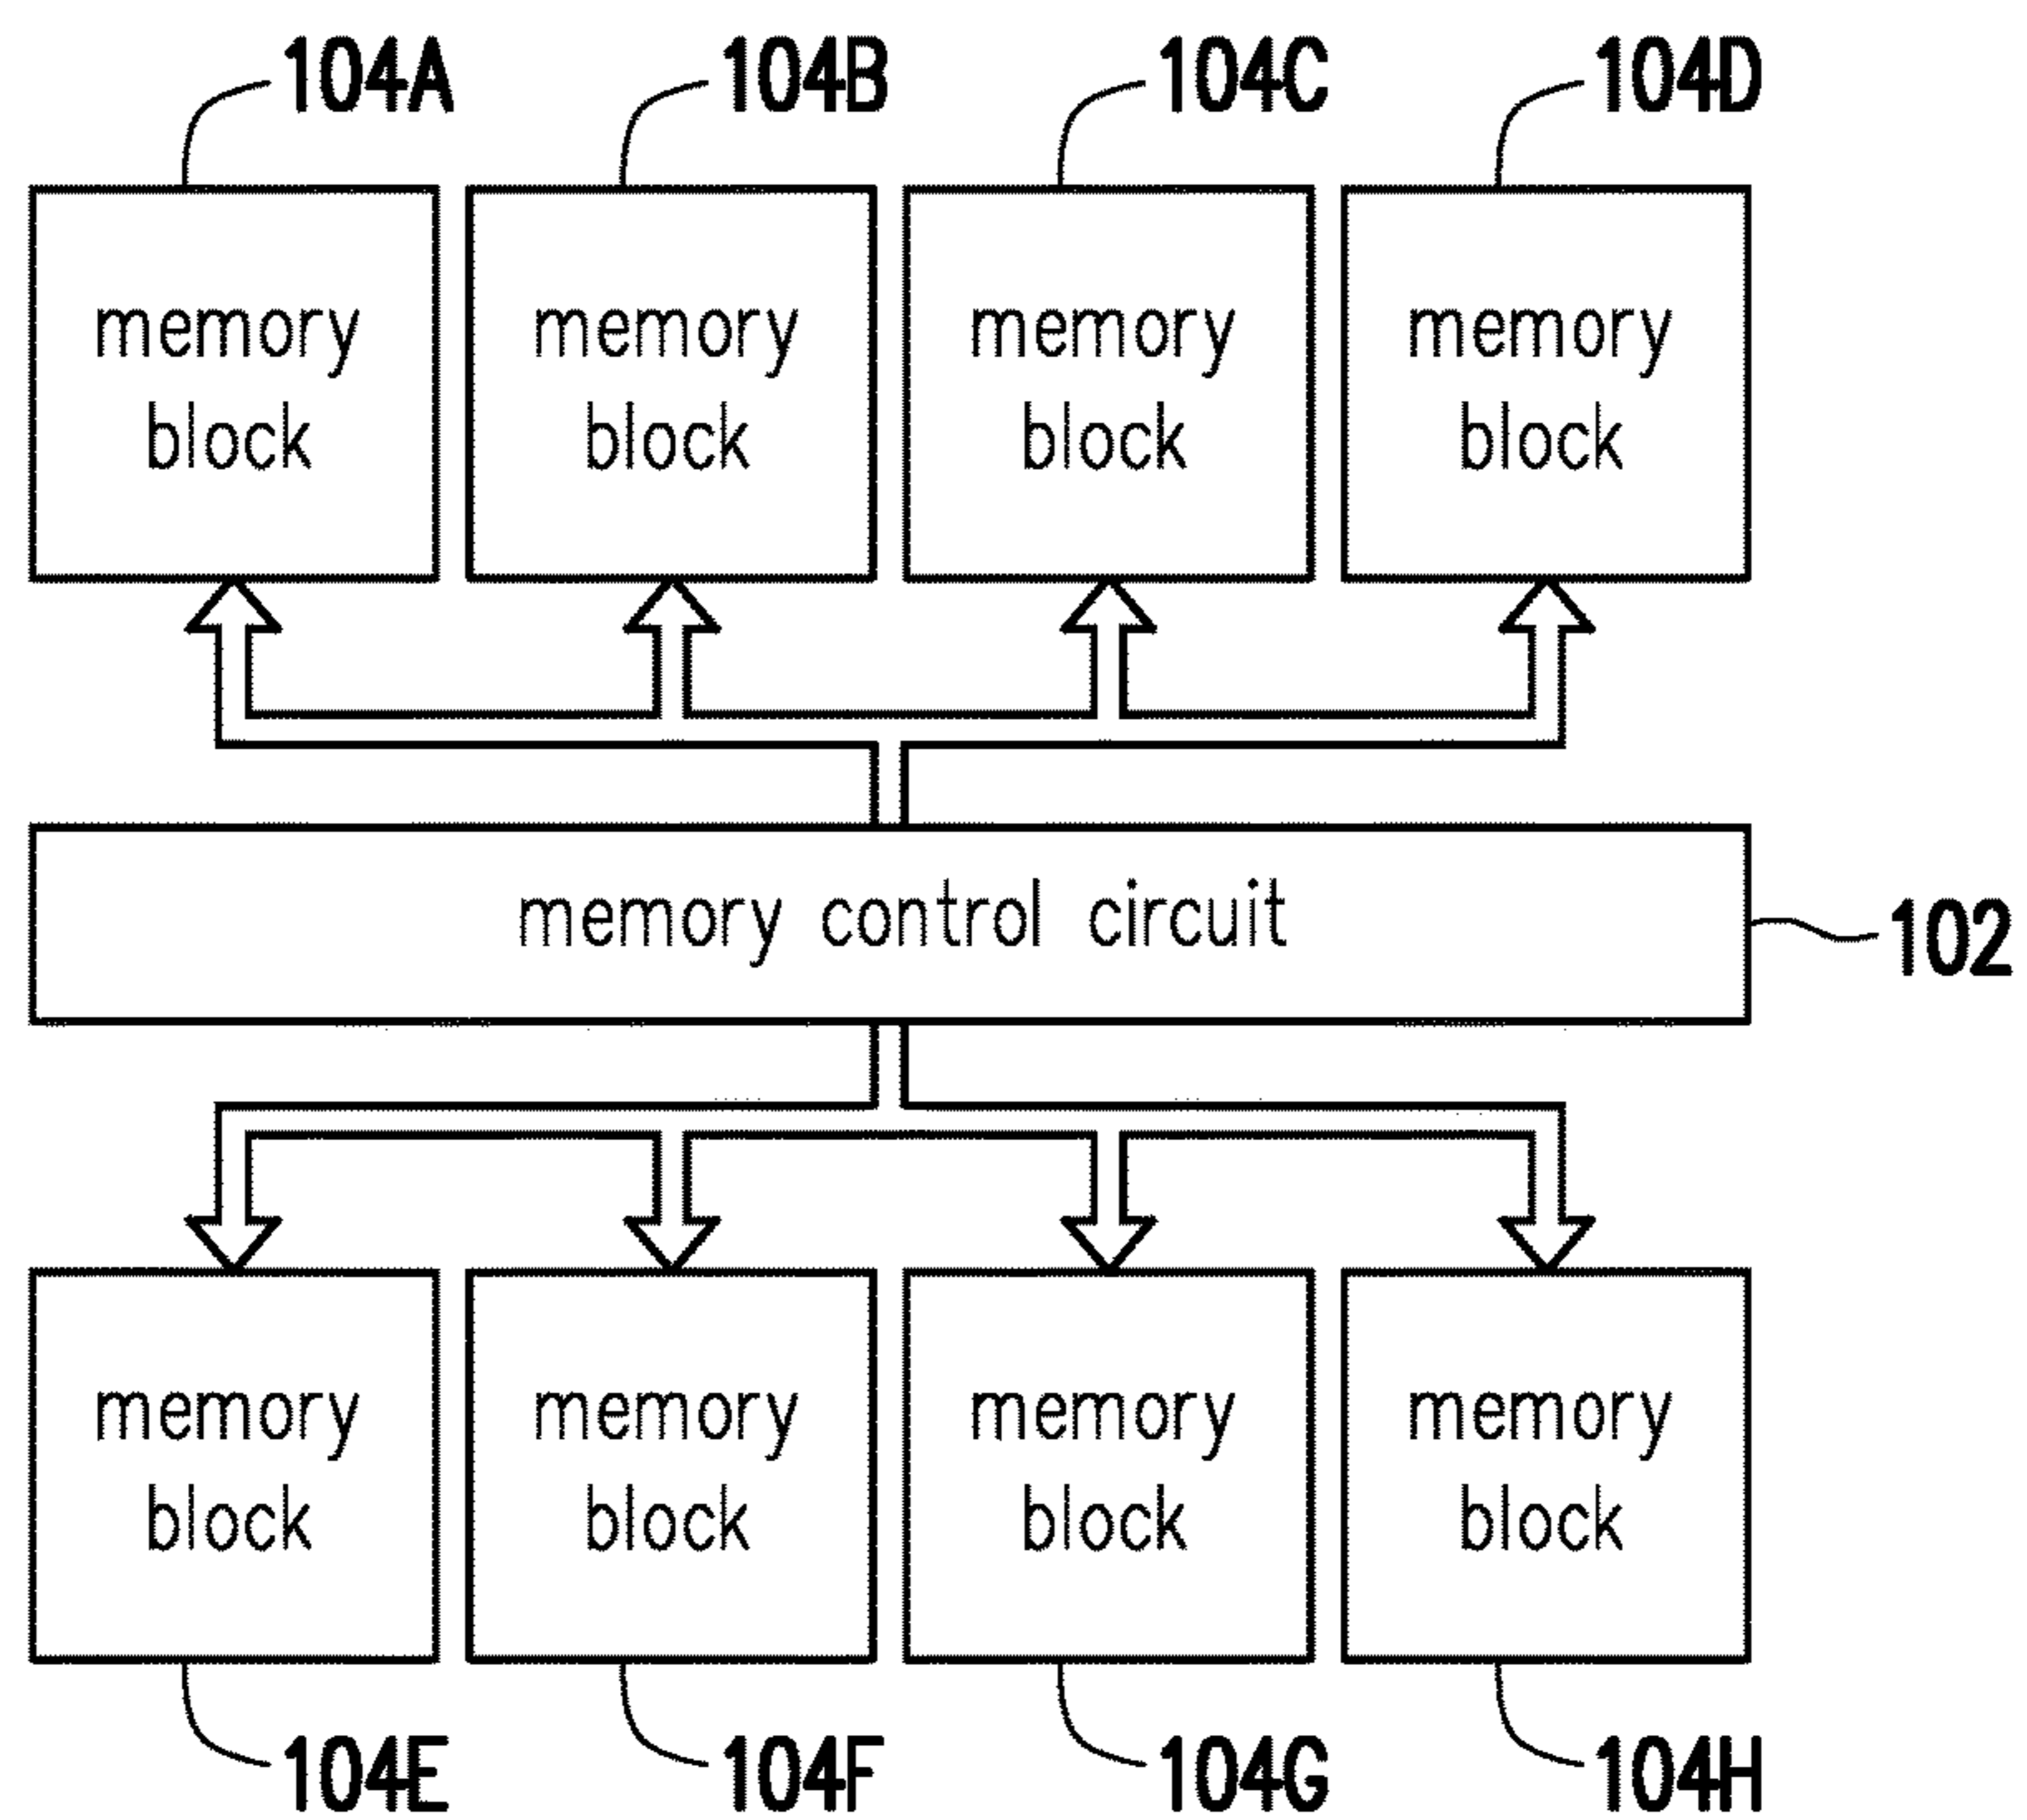 104A 104B 104C 104D
memory memory memory memory
block block block block
memory control circuit
102
memory memory memory memory
block block block block
104E 104F 104G 104H